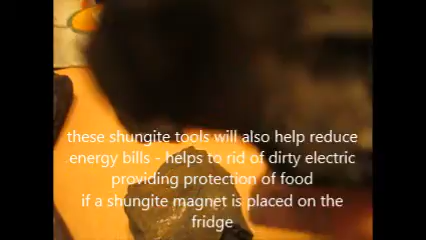 these shungite tools will also help reduce
energy bills - helps to rid of dirty electric
providing protection of food
if a shungite magnet is placed on the
fridge